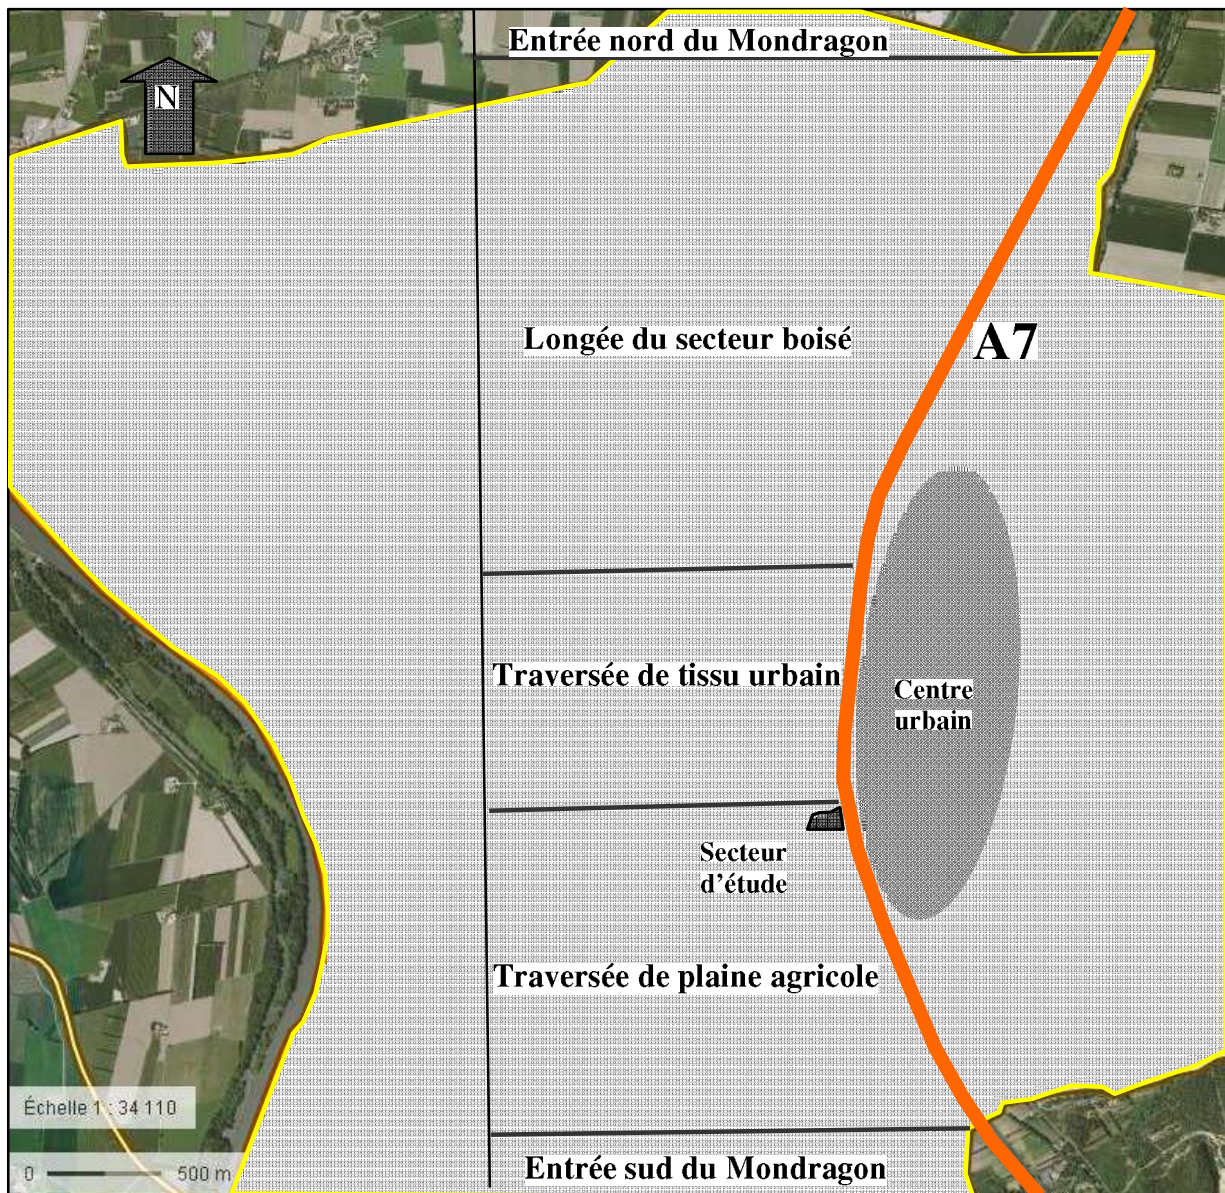 Entrée nord du Mondragon
N
Longée du secteur boisé
A7
Traversée de tissu urbain
Centre
urbain
Secteur
d'étude
Traversée de plaine agricole
Échelle 1 : 34 110
0 500 m
Entrée sud du Mondragon